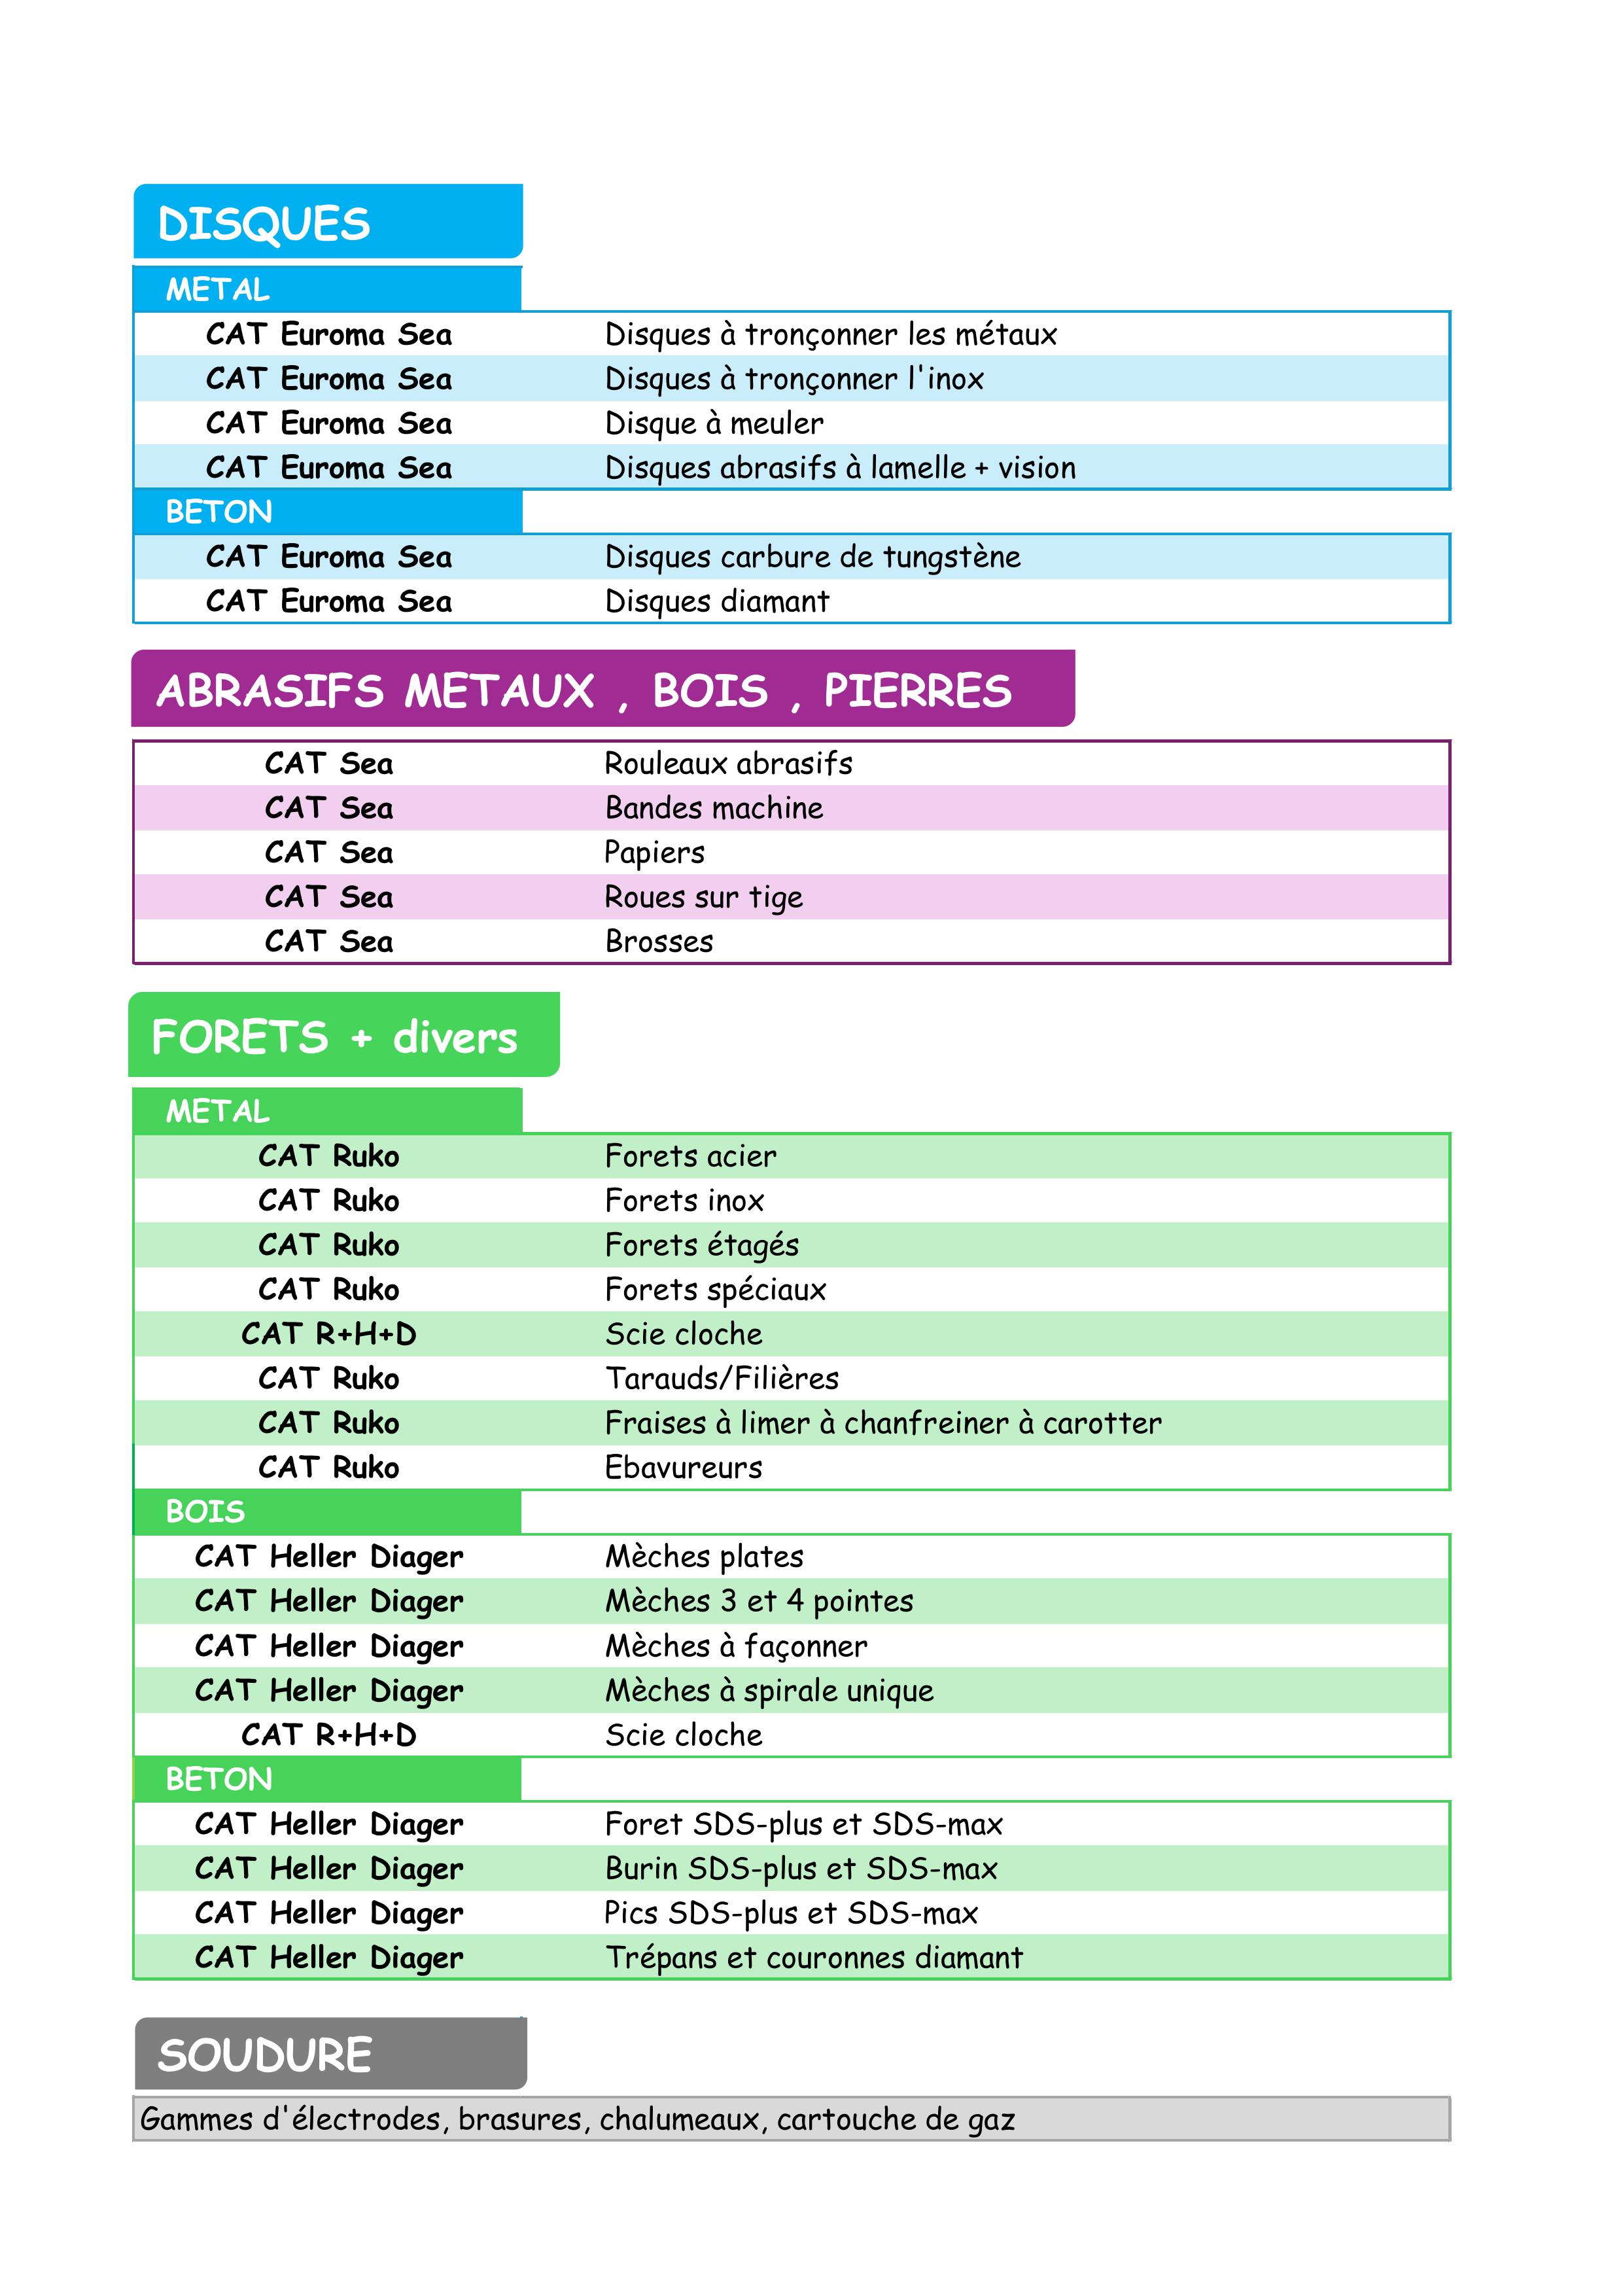 DISQUES
METAL
CAT Euroma Sea Disques à tronçonner les métaux
CAT Euroma Sea Disques à tronçonner l'inox
CAT Euroma Sea Disque à meuler
CAT Euroma Sea Disques abrasifs à lamelle + vision
BETON
CAT Euroma Sea Disques carbure de tungstène
CAT Euroma Sea Disques diamant
ABRASIFS METAUX , BOIS , PIERRES
CAT Sea Rouleaux abrasifs
CAT Sea Bandes machine
CAT Sea Papiers
CAT Sea Roues sur tige
CAT Sea Brosses
FORETS + divers
METAL
CAT Ruko Forets acier
CAT Ruko Forets inox
CAT Ruko Forets étagés
CAT Ruko Forets spéciaux
CAT R+H+D Scie cloche
CAT Ruko Tarauds/Filières
CAT Ruko Fraises à limer à chanfreiner à carotter
CAT Ruko Ebavureurs
BOIS
CAT Heller Diager Mèches plates
CAT Heller Diager Mèches 3 et 4 pointes
CAT Heller Diager Mèches à façonner
CAT Heller Diager Mèches à spirale unique
CAT R+H+D Scie cloche
BETON
CAT Heller Diager Foret SDS-plus et SDS-max
CAT Heller Diager Burin SDS-plus et SDS-max
CAT Heller Diager Pics SDS-plus et SDS-max
CAT Heller Diager Trépans et couronnes diamant
SOUDURE
Gammes d'électrodes, brasures, chalumeaux, cartouche de gaz